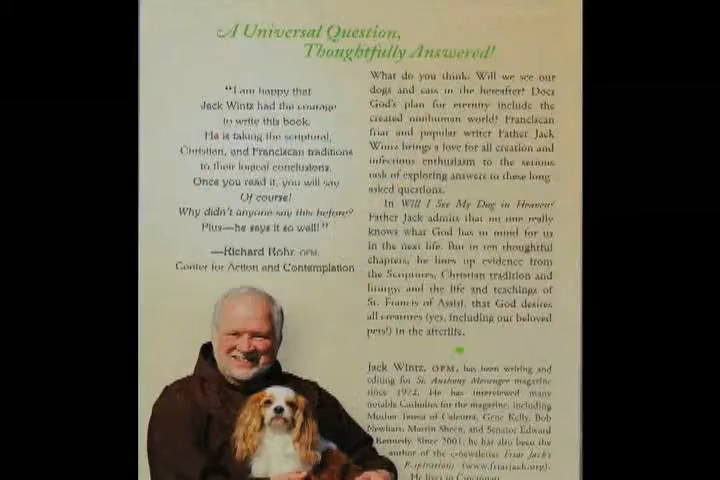 A Universal Question,
Thoughtfully Answered!
"I am happy that
Jack Wintz had the courage
to write this book.
He is taking the scriptural,
Christian, and Franciscan traditions
to their logical conclusions.
Once you read it, you will say
Of course!
Why didn't anyone say this before?
Plus—he says it so well!"
—Richard Rohr, OFM,
Center for Action and Contemplation
What do you think: Will we see our
dogs and cats in the hereafter? Does
God's plan for eternity include the
created nonhuman world? Franciscan
friar and popular writer Father Jack
Wintz brings a love for all creation and
infectious enthusiasm to the serious
task of exploring answers to these long-
asked questions.
In Will I See My Dog in Heaven?
Father Jack admits that no one really
knows what God has in mind for us
in the next life. But in ten thoughtful
chapters, he lines up evidence from
the Scriptures, Christian tradition and
liturgy, and the life and teachings of
St. Francis of Assisi, that God desires
all creatures (yes, including our beloved
pets!) in the afterlife.
Jack Wintz, OFM, has been writing and
editing for St. Anthony Messenger magazine
since 1972. He has interviewed many
notable Catholics for the magazine, including
Mother Teresa of Calcutta, Gene Kelly, Bob
Newhart, Martin Sheen, and Senator Edward
Kennedy. Since 2001, he has also been the
author of the e-newsletter Friar Jack's
E-spirations (www.friarjack.org).
He lives in Cincinnati